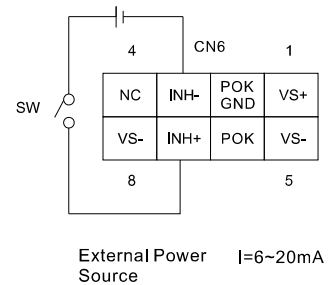 4 CN6 1
NC INH- POK GND VS+
SW
VS- INH+ POK VS-
8 5
External Power Source I=6~20mA